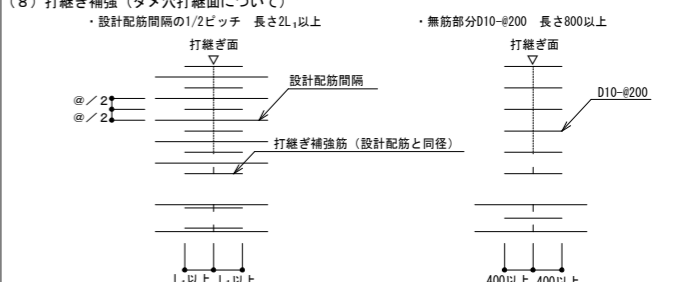 (8)打継ぎ補強(ダメ穴打継面について)
・設計配筋間隔の1/2ピッチ 長さ2L₁以上
・無筋部分D10-@200 長さ800以上
打継ぎ面
打継ぎ面
設計配筋間隔
D10-@200
@/2
@/2
打継ぎ補強筋(設計配筋と同径)
L₁以上 L₁以上
400以上 400以上